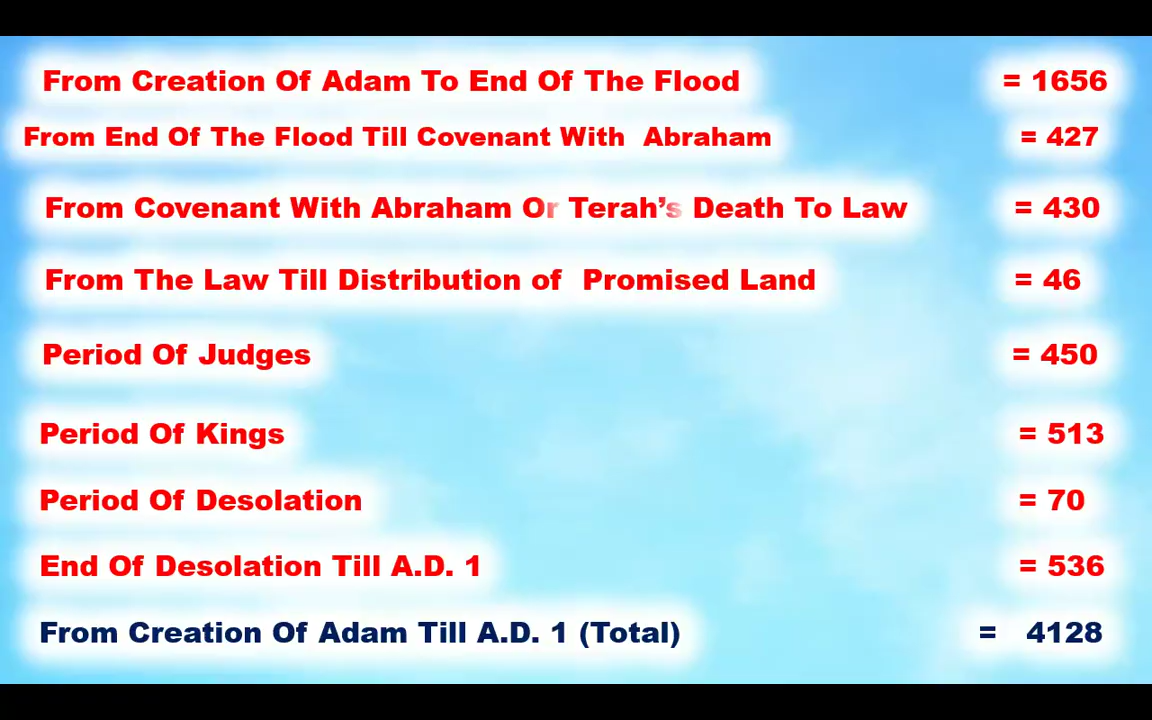 From Creation Of Adam To End Of The Flood = 1656
From End Of The Flood Till Covenant With Abraham = 427
From Covenant With Abraham Or Terah’s Death To Law = 430
From The Law Till Distribution of Promised Land = 46
Period Of Judges = 450
Period Of Kings = 513
Period Of Desolation = 70
End Of Desolation Till A.D. 1 = 536
From Creation Of Adam Till A.D. 1 (Total) = 4128